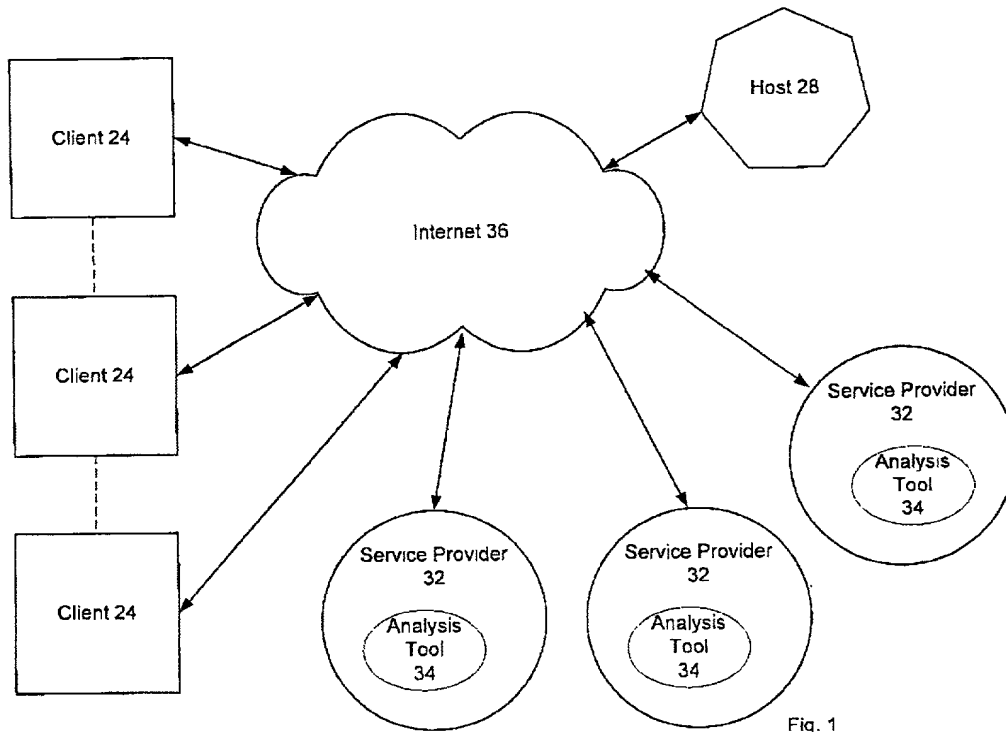 Client 24
Host 28
Internet 36
Client 24
Client 24
Service Provider
32
Analysis
Tool
34
Service Provider
32
Analysis
Tool
34
Service Provider
32
Analysis
Tool
34
Fig. 1